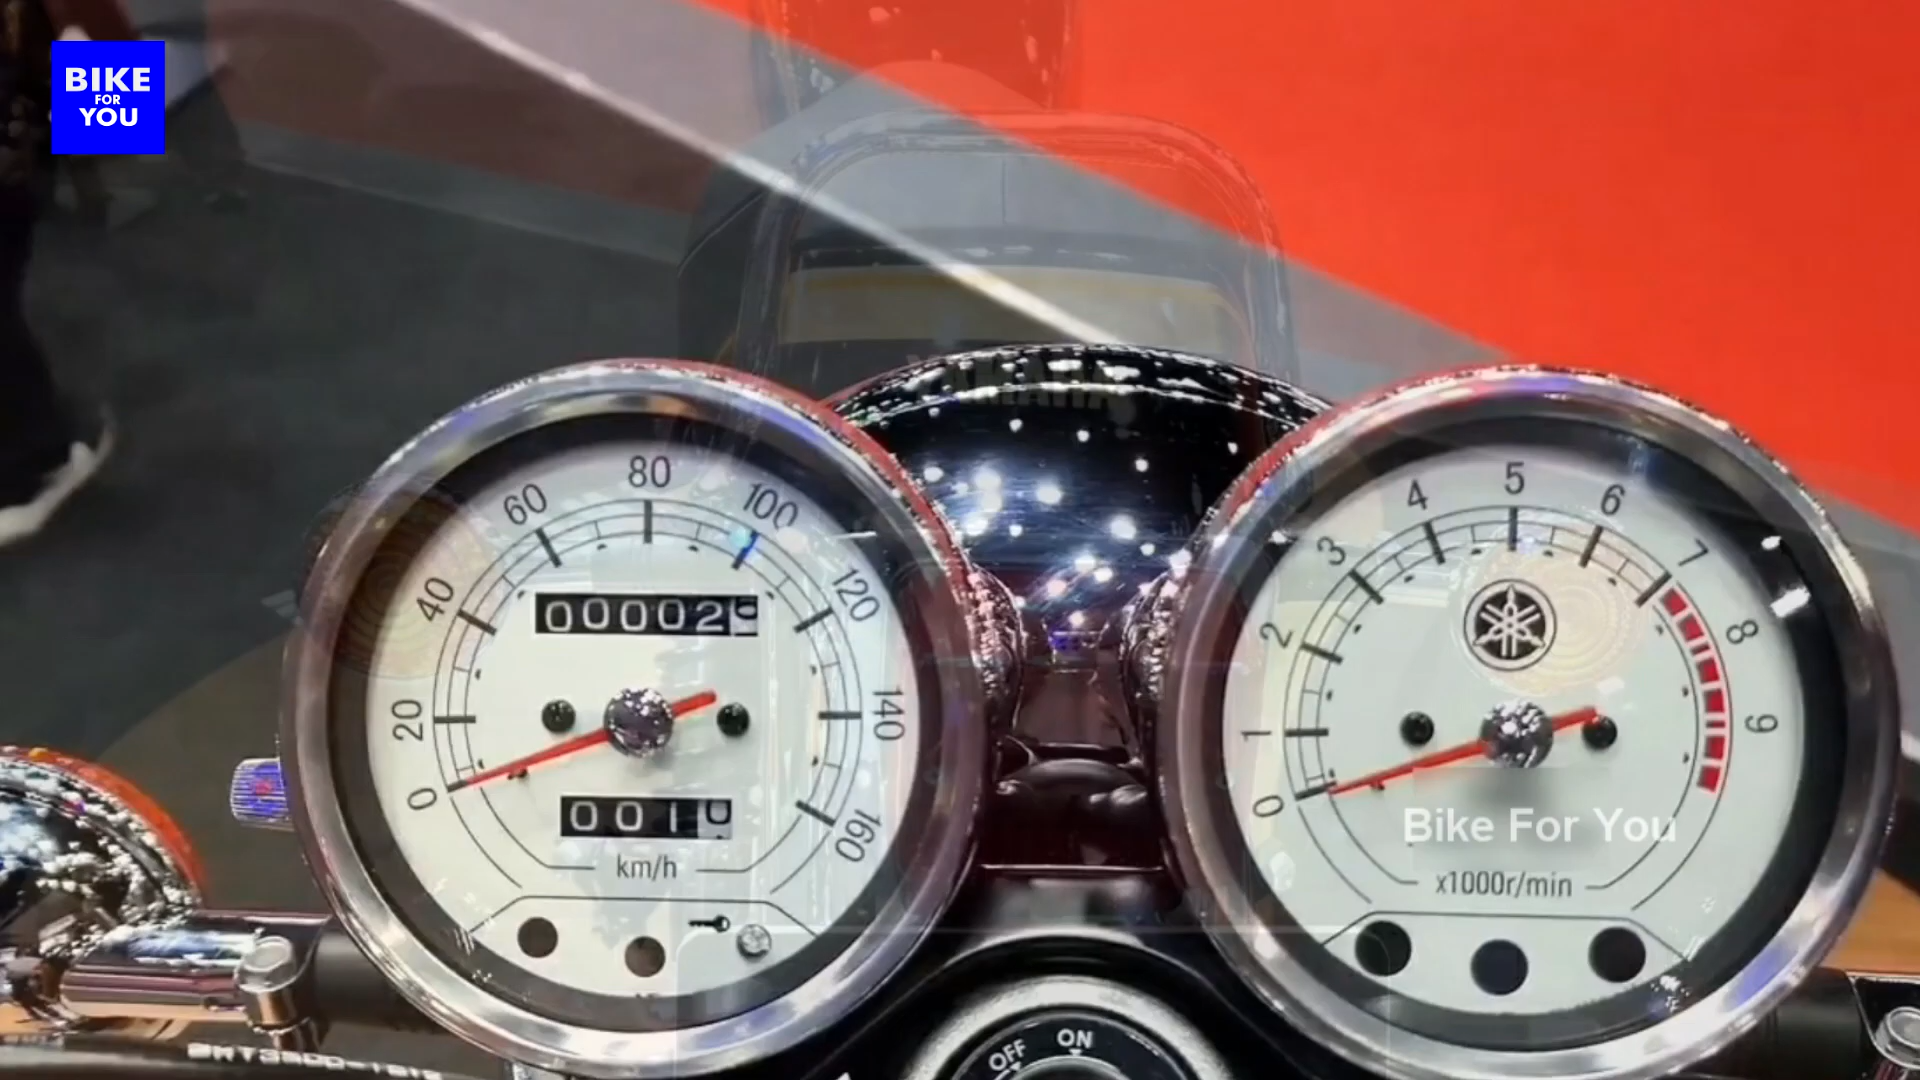 BIKE
FOR
YOU
YAMAHA
0 20 40 60 80 100 120 140 160
00002
001
km/h
0 1 2 3 4 5 6 7 8 9
Bike For You
x1000r/min
OFF ON